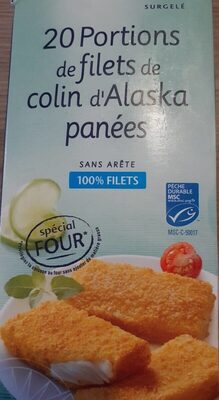 SURGELÉ
20 Portions
de filets de
colin d'Alaska
panées
SANS ARÊTE
100% FILETS
PÊCHE
DURABLE
MSC
MSC-C-50017
spécial
FOUR*